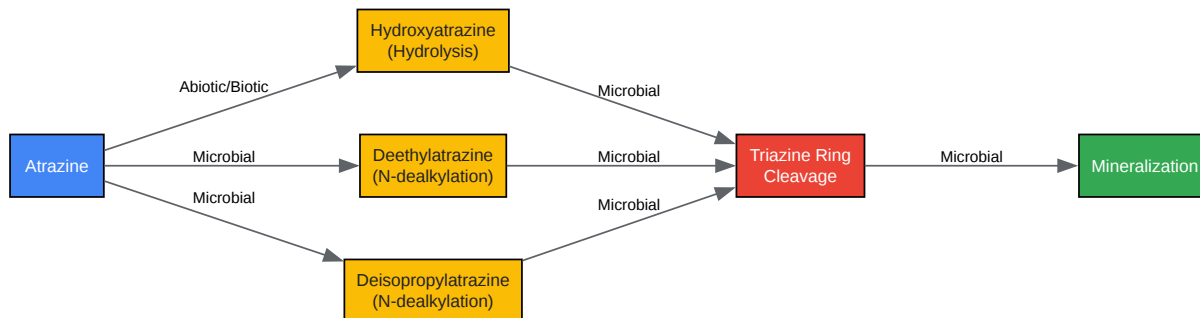 Hydroxyatrazine
(Hydrolysis)
Abiotic/Biotic
Microbial
Atrazine
Microbial
Deethylatrazine
(N-dealkylation)
Microbial
Triazine Ring
Cleavage
Microbial
Mineralization
Microbial
Microbial
Deisopropylatrazine
(N-dealkylation)